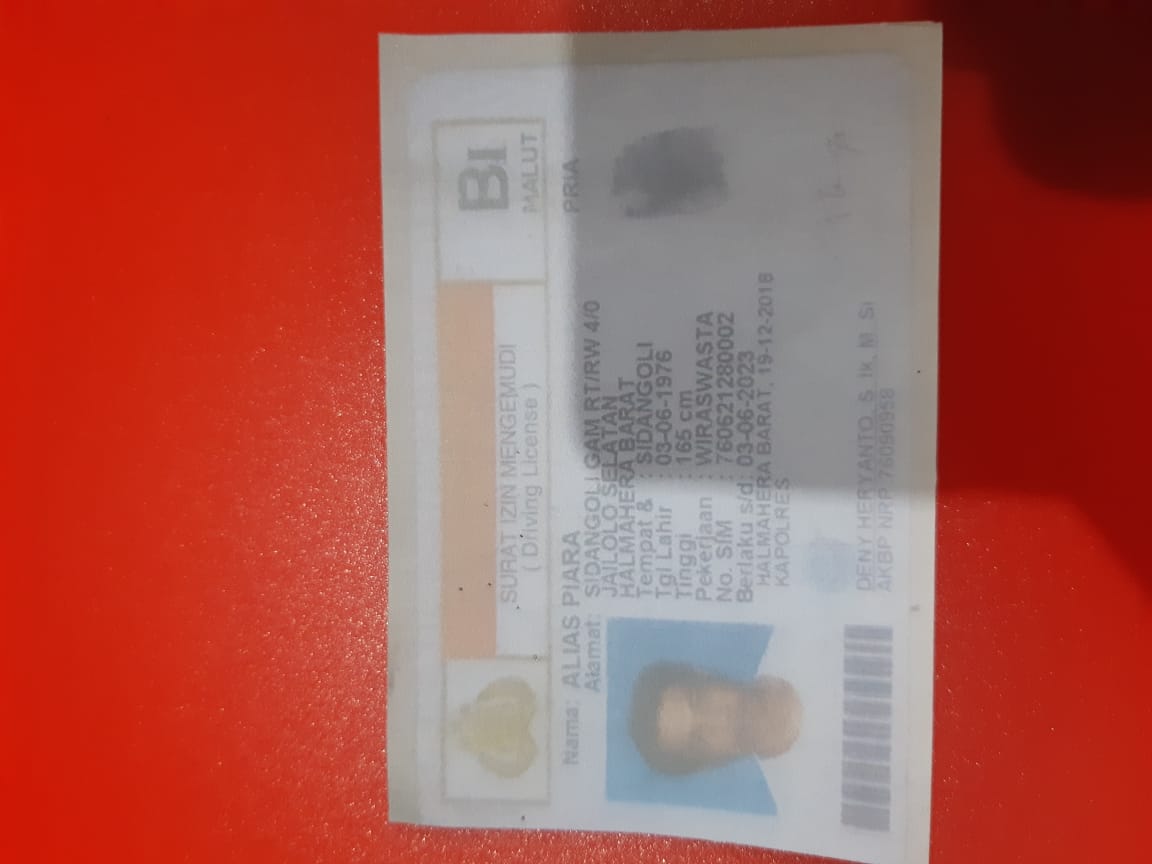 SURAT IZIN MENGEMUDI
( Driving License )
BI
MALUT
Nama: ALIAS PIARA PRIA
Alamat: SIDANGOLI GAM RT/RW 4/0
JAILOLO SELATAN
HALMAHERA BARAT
Tempat & : SIDANGOLI
Tgl Lahir : 03-06-1976
Tinggi : 165 cm
Pekerjaan : WIRASWASTA
No. SIM : 760621280002
Berlaku s/d : 03-06-2023
HALMAHERA BARAT, 19-12-2018
KAPOLRES
DENY HERYANTO, S. Ik, M. Si
AKBP NRP 76090958